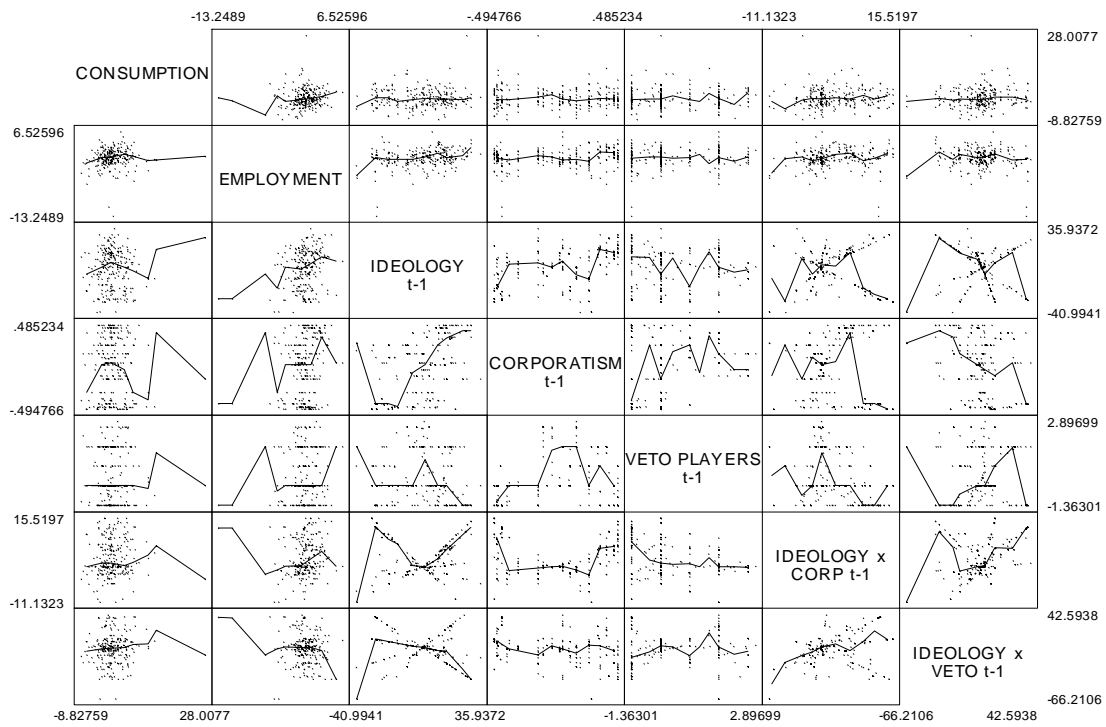 -13.2489 6.52596 -.494766 .485234 -11.1323 15.5197
28.0077
CONSUMPTION
-8.82759
6.52596
EMPLOYMENT
-13.2489
35.9372
IDEOLOGY
t-1
-40.9941
.485234
CORPORATISM
t-1
-.494766
2.89699
VETO PLAYERS
t-1
-1.36301
15.5197
IDEOLOGY x
CORP t-1
-11.1323
42.5938
IDEOLOGY x
VETO t-1
-66.2106
-8.82759 28.0077 -40.9941 35.9372 -1.36301 2.89699 -66.2106 42.5938